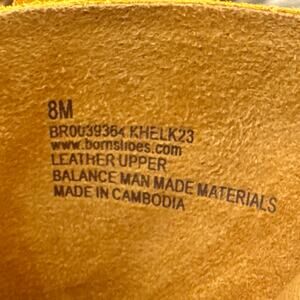 8M
BR0039364 KHELK23
www.bornshoes.com
LEATHER UPPER
BALANCE MAN MADE MATERIALS
MADE IN CAMBODIA